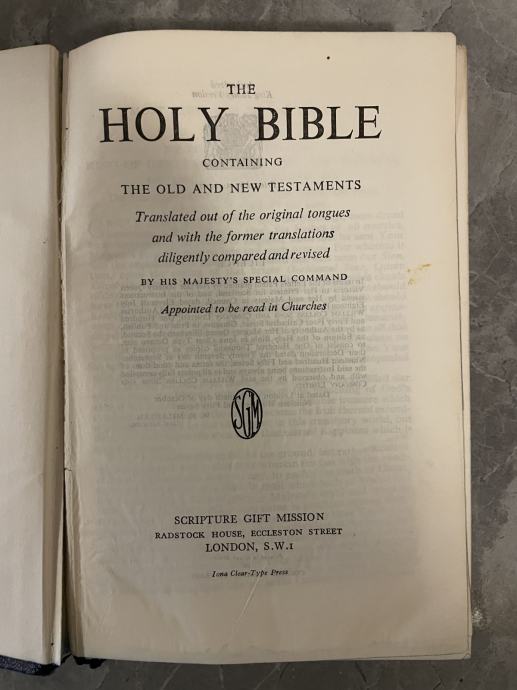 THE
HOLY BIBLE
CONTAINING
THE OLD AND NEW TESTAMENTS
Translated out of the original tongues
and with the former translations
diligently compared and revised
BY HIS MAJESTY'S SPECIAL COMMAND
Appointed to be read in Churches
SGM
SCRIPTURE GIFT MISSION
RADSTOCK HOUSE, ECCLESTON STREET
LONDON, S.W.1
Iona Clear-Type Press